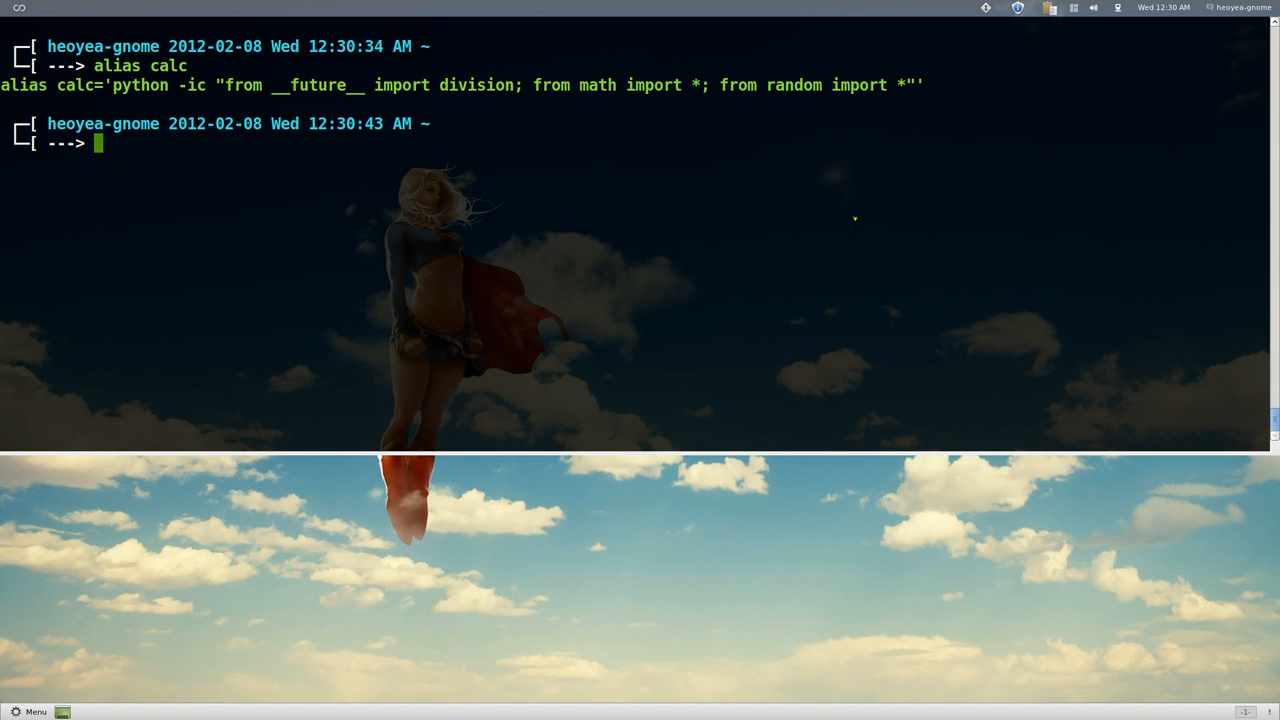 Wed 12:30 AM heoyea-gnome
[ heoyea-gnome 2012-02-08 Wed 12:30:34 AM ~
[ ---> alias calc
alias calc='python -ic "from __future__ import division; from math import *; from random import *"'
[ heoyea-gnome 2012-02-08 Wed 12:30:43 AM ~
[ --->
Menu -1- !